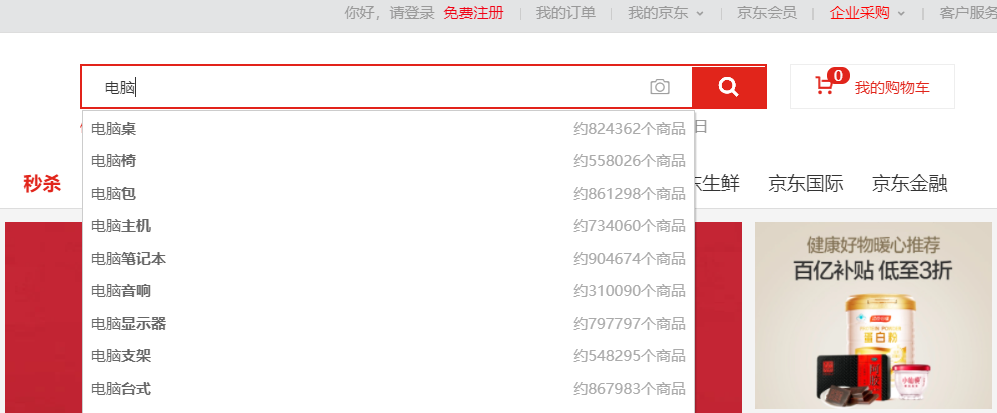 你好，请登录 免费注册 我的订单 我的京东 京东会员 企业采购 客户服务
电脑
0 我的购物车
日
电脑桌 约824362个商品
电脑椅 约558026个商品
电脑包 约861298个商品
电脑主机 约734060个商品
电脑笔记本 约904674个商品
电脑音响 约310090个商品
电脑显示器 约797797个商品
电脑支架 约548295个商品
电脑台式 约867983个商品
秒杀 东生鲜 京东国际 京东金融
健康好物暖心推荐
百亿补贴 低至3折
蛋白粉